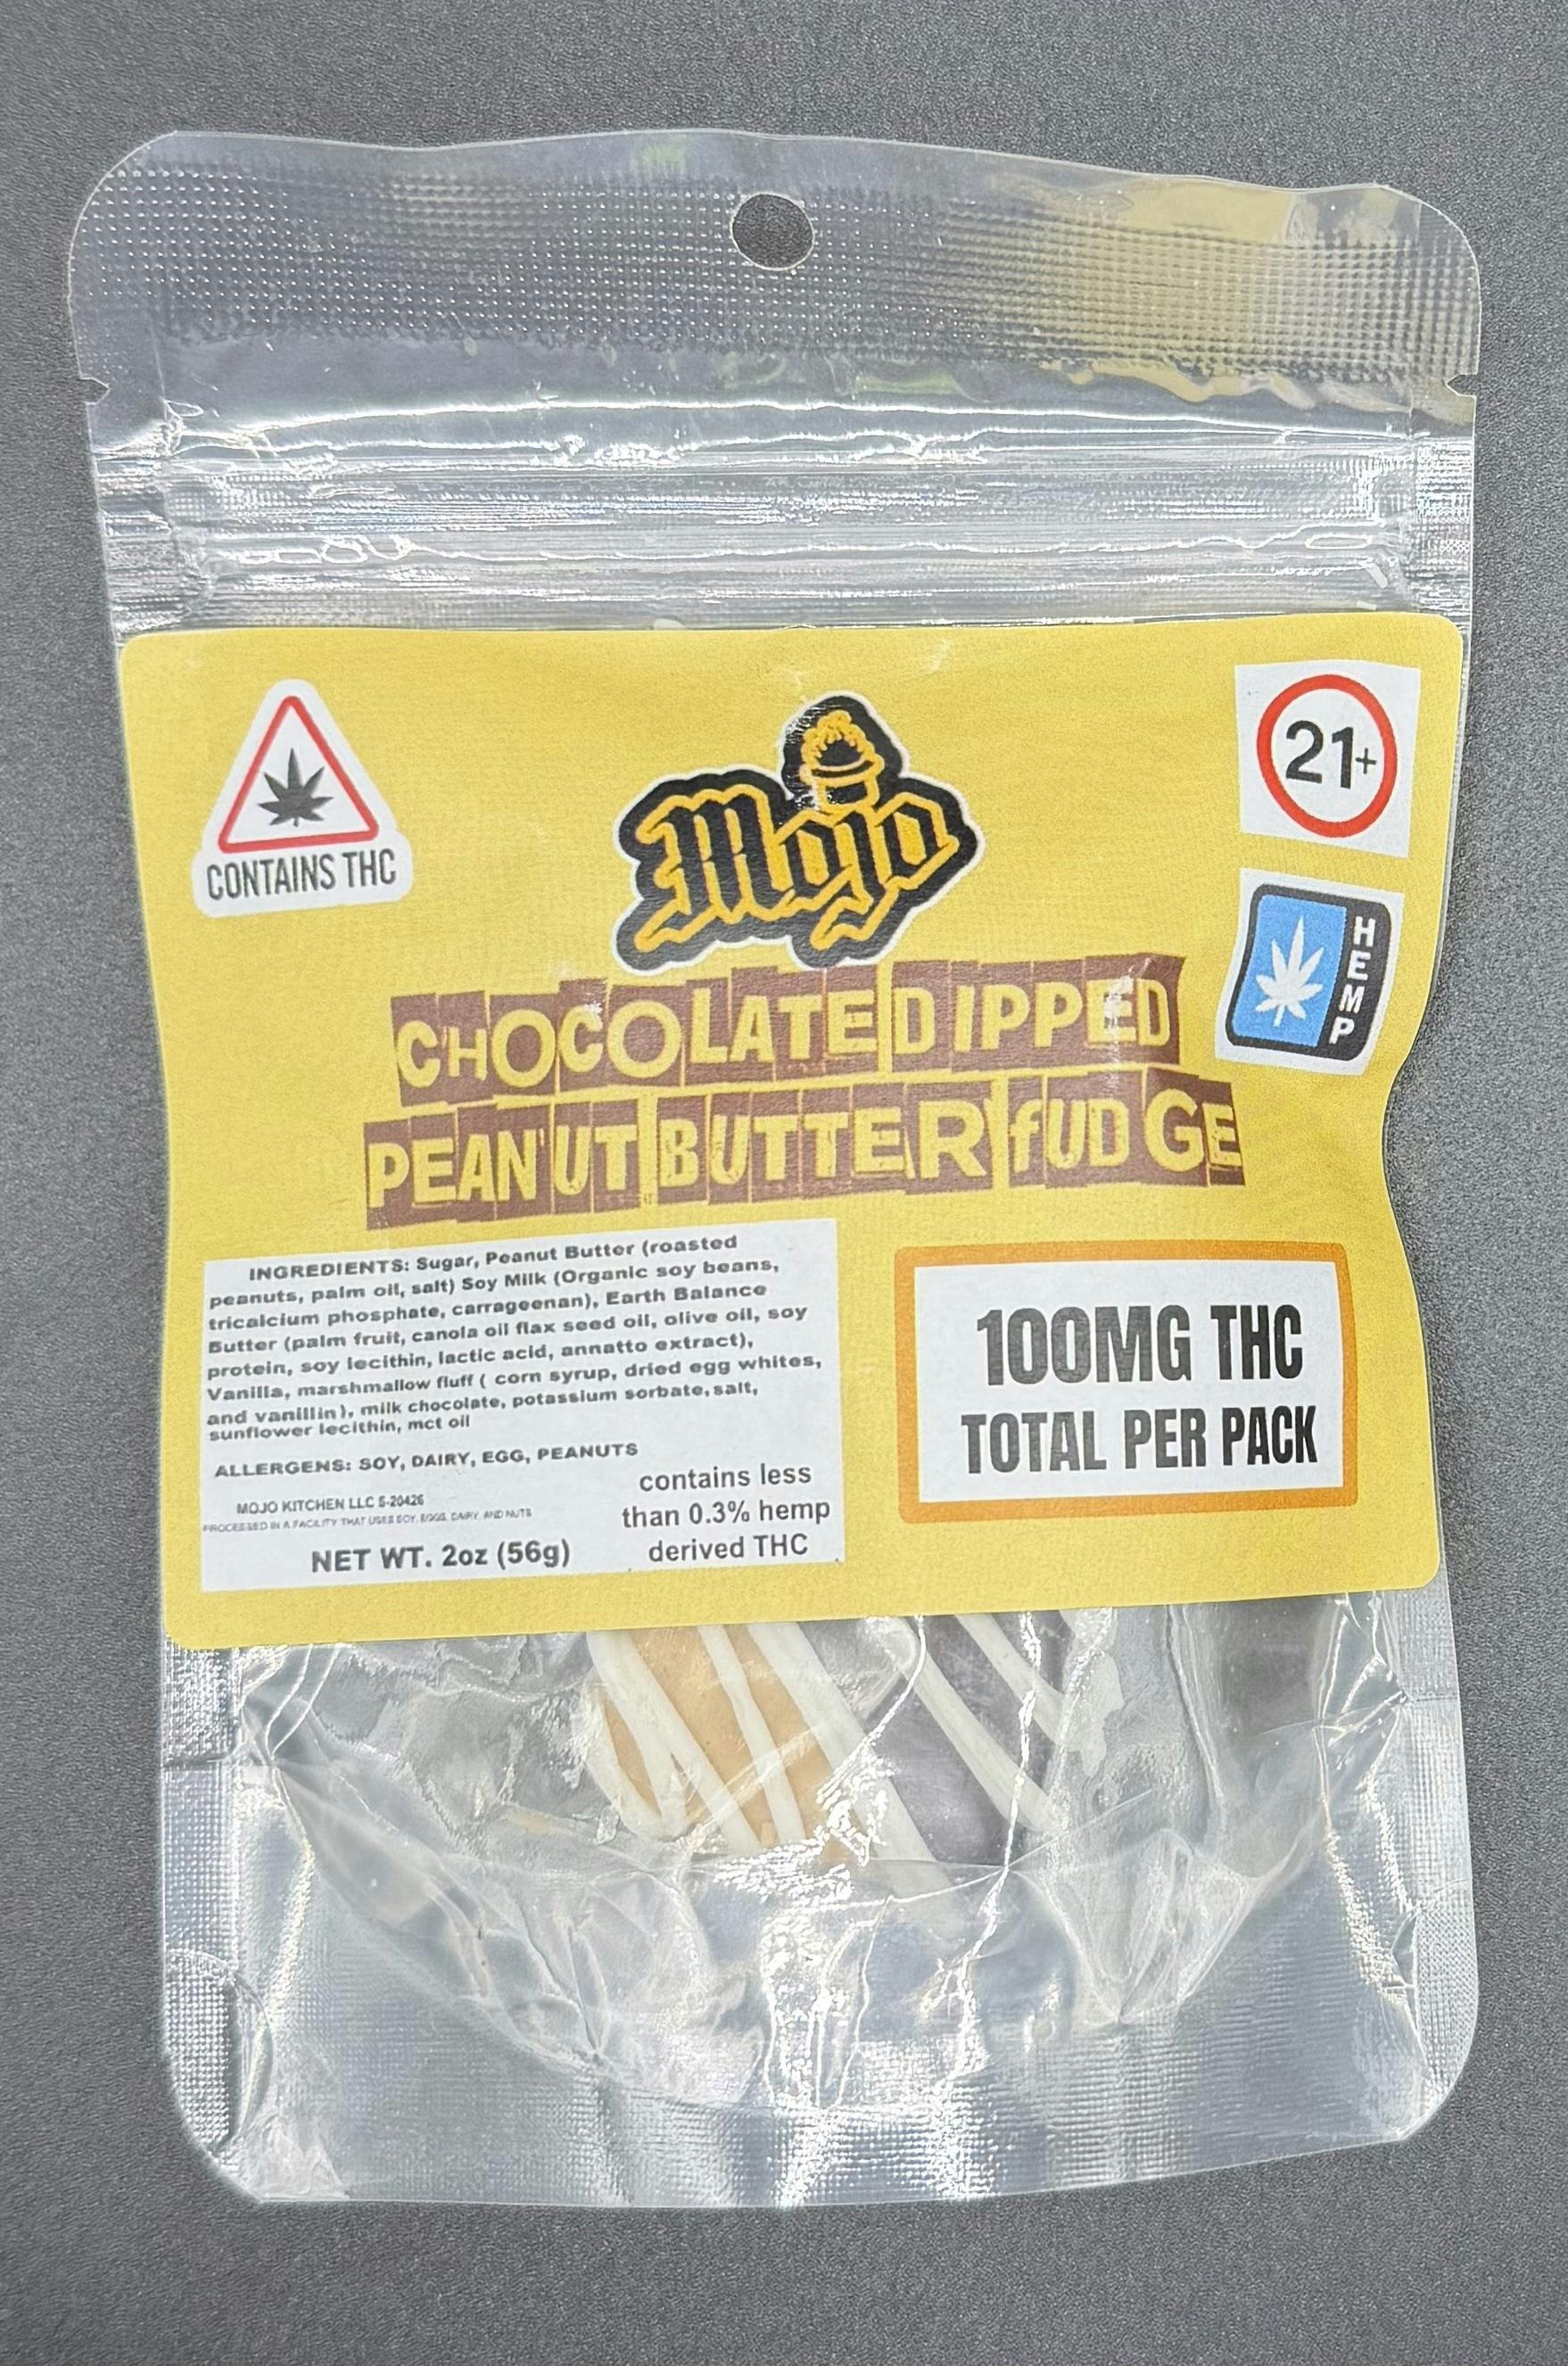 CONTAINS THC
Mojo
21+
HEMP
CHOCOLATE DIPPED
PEANUT BUTTER fUDGE
INGREDIENTS: Sugar, Peanut Butter (roasted
peanuts, palm oil, salt) Soy Milk (Organic soy beans,
tricalcium phosphate, carrageenan), Earth Balance
Butter (palm fruit, canola oil flax seed oil, olive oil, soy
protein, soy lecithin, lactic acid, annatto extract),
Vanilla, marshmallow fluff ( corn syrup, dried egg whites,
and vanillin), milk chocolate, potassium sorbate, salt,
sunflower lecithin, mct oil
ALLERGENS: SOY, DAIRY, EGG, PEANUTS
MOJO KITCHEN LLC 5-20426
PROCESSED IN A FACILITY THAT USES SOY, EGGS, DAIRY, AND NUTS
NET WT. 2oz (56g)
contains less
than 0.3% hemp
derived THC
100MG THC
TOTAL PER PACK